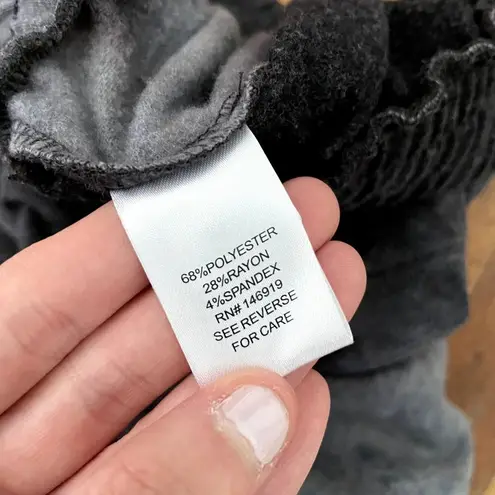 68%POLYESTER
28%RAYON
4%SPANDEX
RN# 146919
SEE REVERSE
FOR CARE